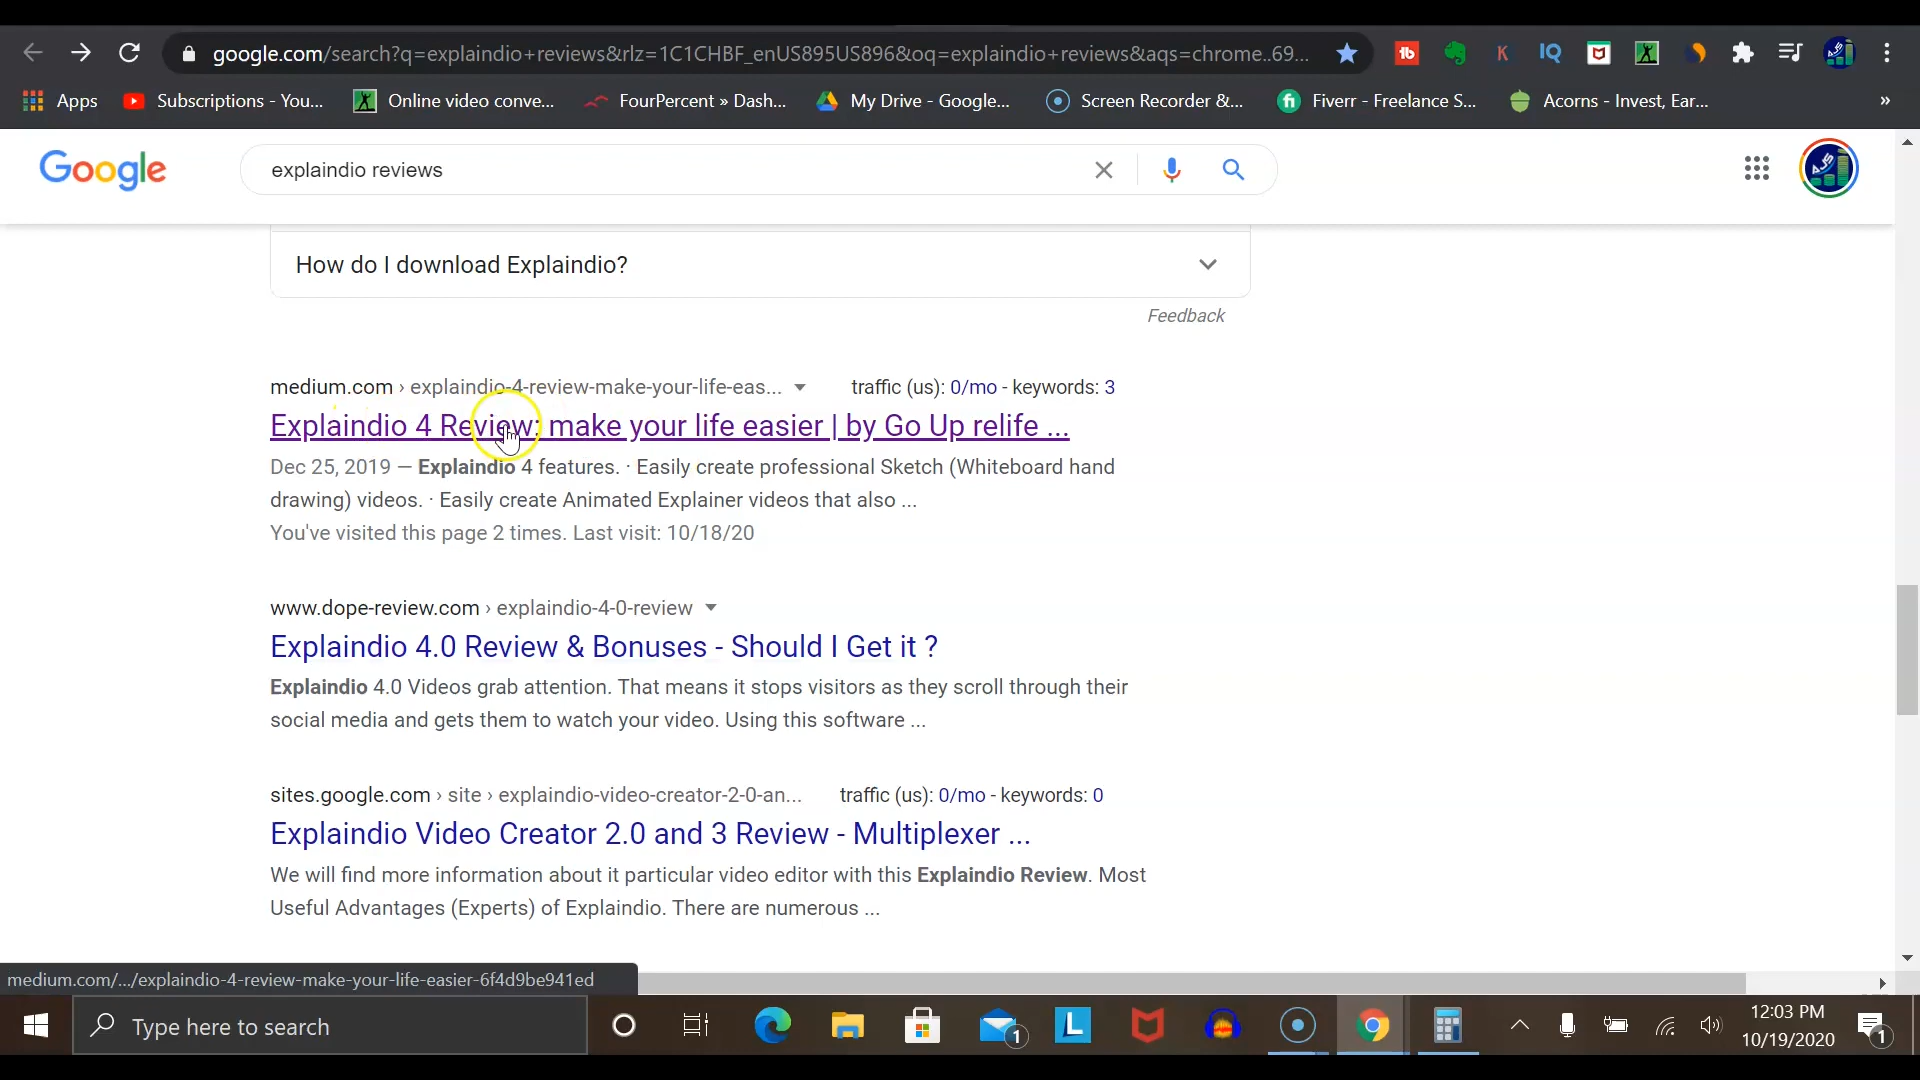 google.com/search?q=explaindio+reviews&rlz=1C1CHBF_enUS895US896&oq=explaindio+reviews&aqs=chrome..69...
Apps
Subscriptions - You...
Online video conve...
FourPercent » Dash...
My Drive - Google...
Screen Recorder &...
Fiverr - Freelance S...
Acorns - Invest, Ear...
»
Google
explaindio reviews
How do I download Explaindio?
Feedback
medium.com › explaindio-4-review-make-your-life-eas...
traffic (us): 0/mo - keywords: 3
Explaindio 4 Review: make your life easier | by Go Up relife ...
Dec 25, 2019 — Explaindio 4 features. · Easily create professional Sketch (Whiteboard hand
drawing) videos. · Easily create Animated Explainer videos that also ...
You've visited this page 2 times. Last visit: 10/18/20
www.dope-review.com › explaindio-4-0-review
Explaindio 4.0 Review & Bonuses - Should I Get it ?
Explaindio 4.0 Videos grab attention. That means it stops visitors as they scroll through their
social media and gets them to watch your video. Using this software ...
sites.google.com › site › explaindio-video-creator-2-0-an...
traffic (us): 0/mo - keywords: 0
Explaindio Video Creator 2.0 and 3 Review - Multiplexer ...
We will find more information about it particular video editor with this Explaindio Review. Most
Useful Advantages (Experts) of Explaindio. There are numerous ...
medium.com/.../explaindio-4-review-make-your-life-easier-6f4d9be941ed
Type here to search
1
L
12:03 PM
10/19/2020
1
tb
K
IQ